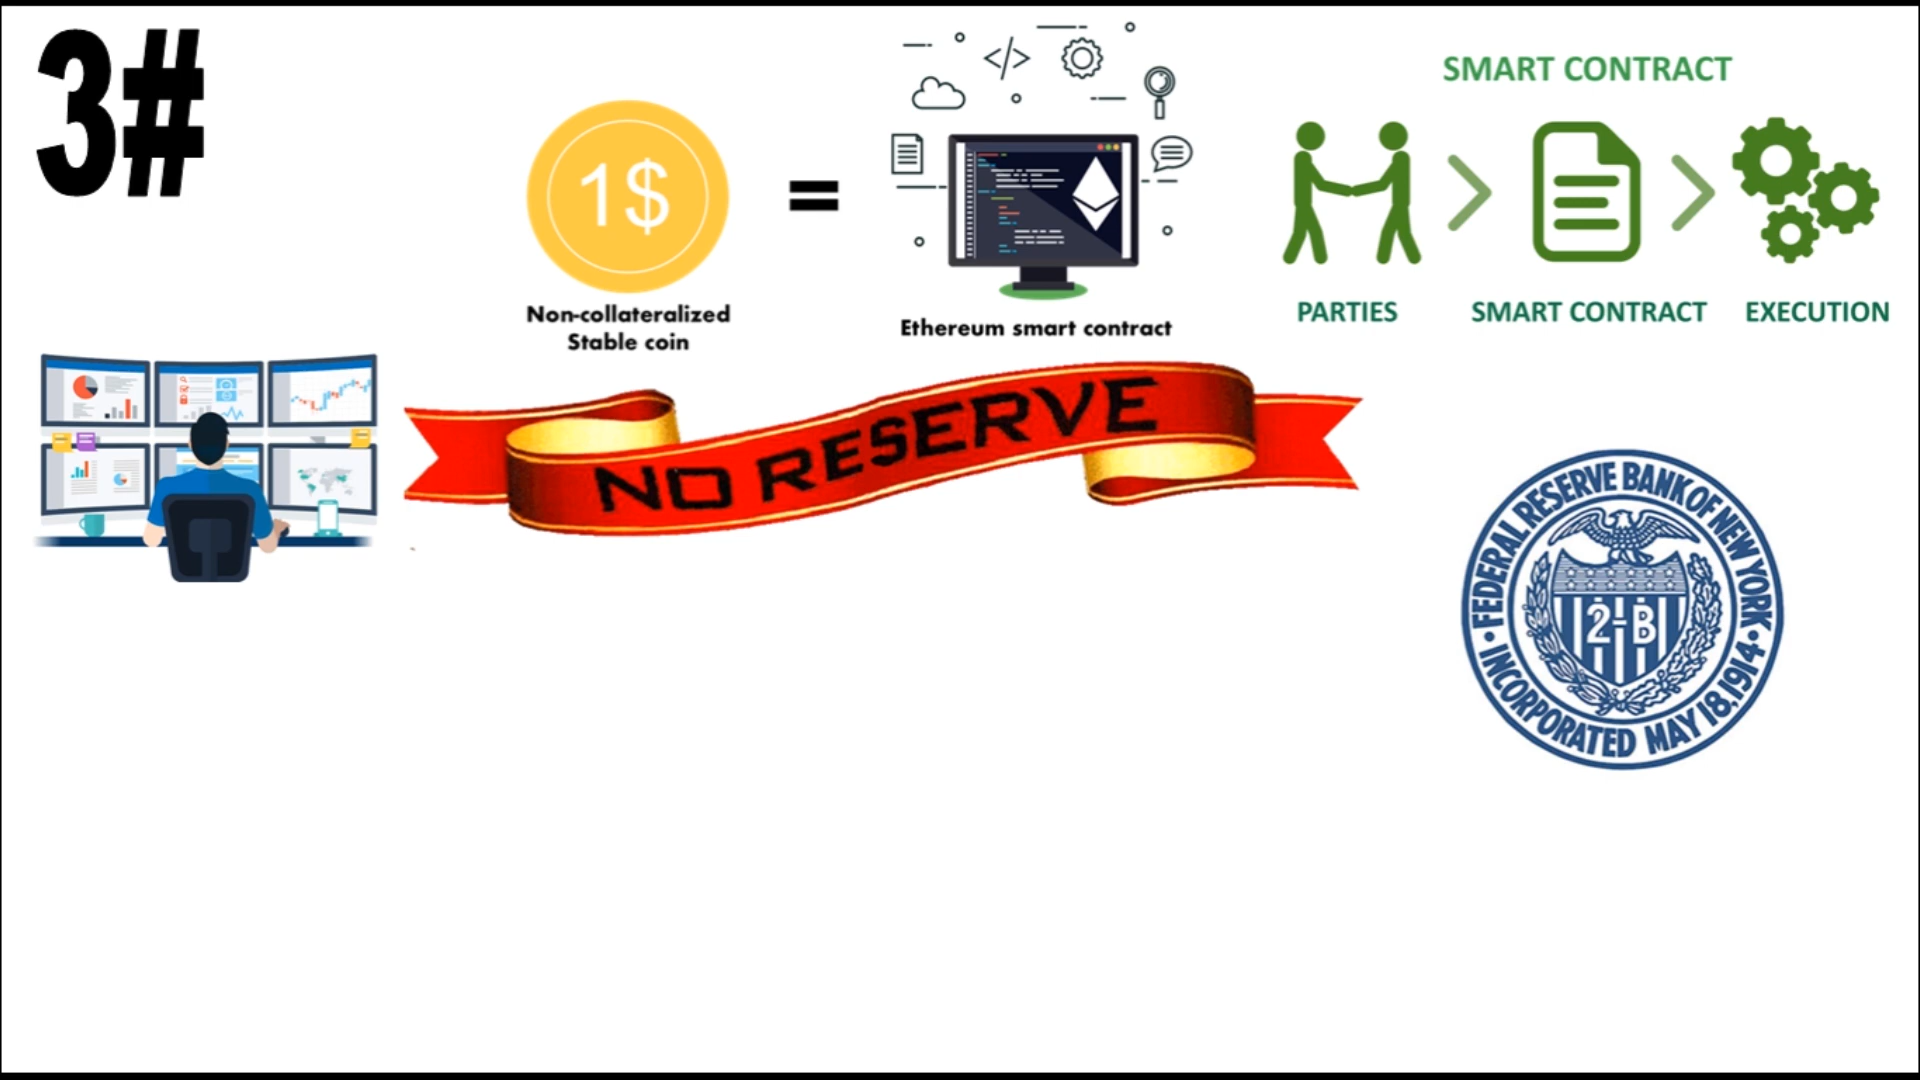 3#
1$
=
Non-collateralized
Stable coin
Ethereum smart contract
SMART CONTRACT
PARTIES
SMART CONTRACT
EXECUTION
NO RESERVE
FEDERAL RESERVE BANK OF NEW YORK
2-B
INCORPORATED MAY 18, 1914